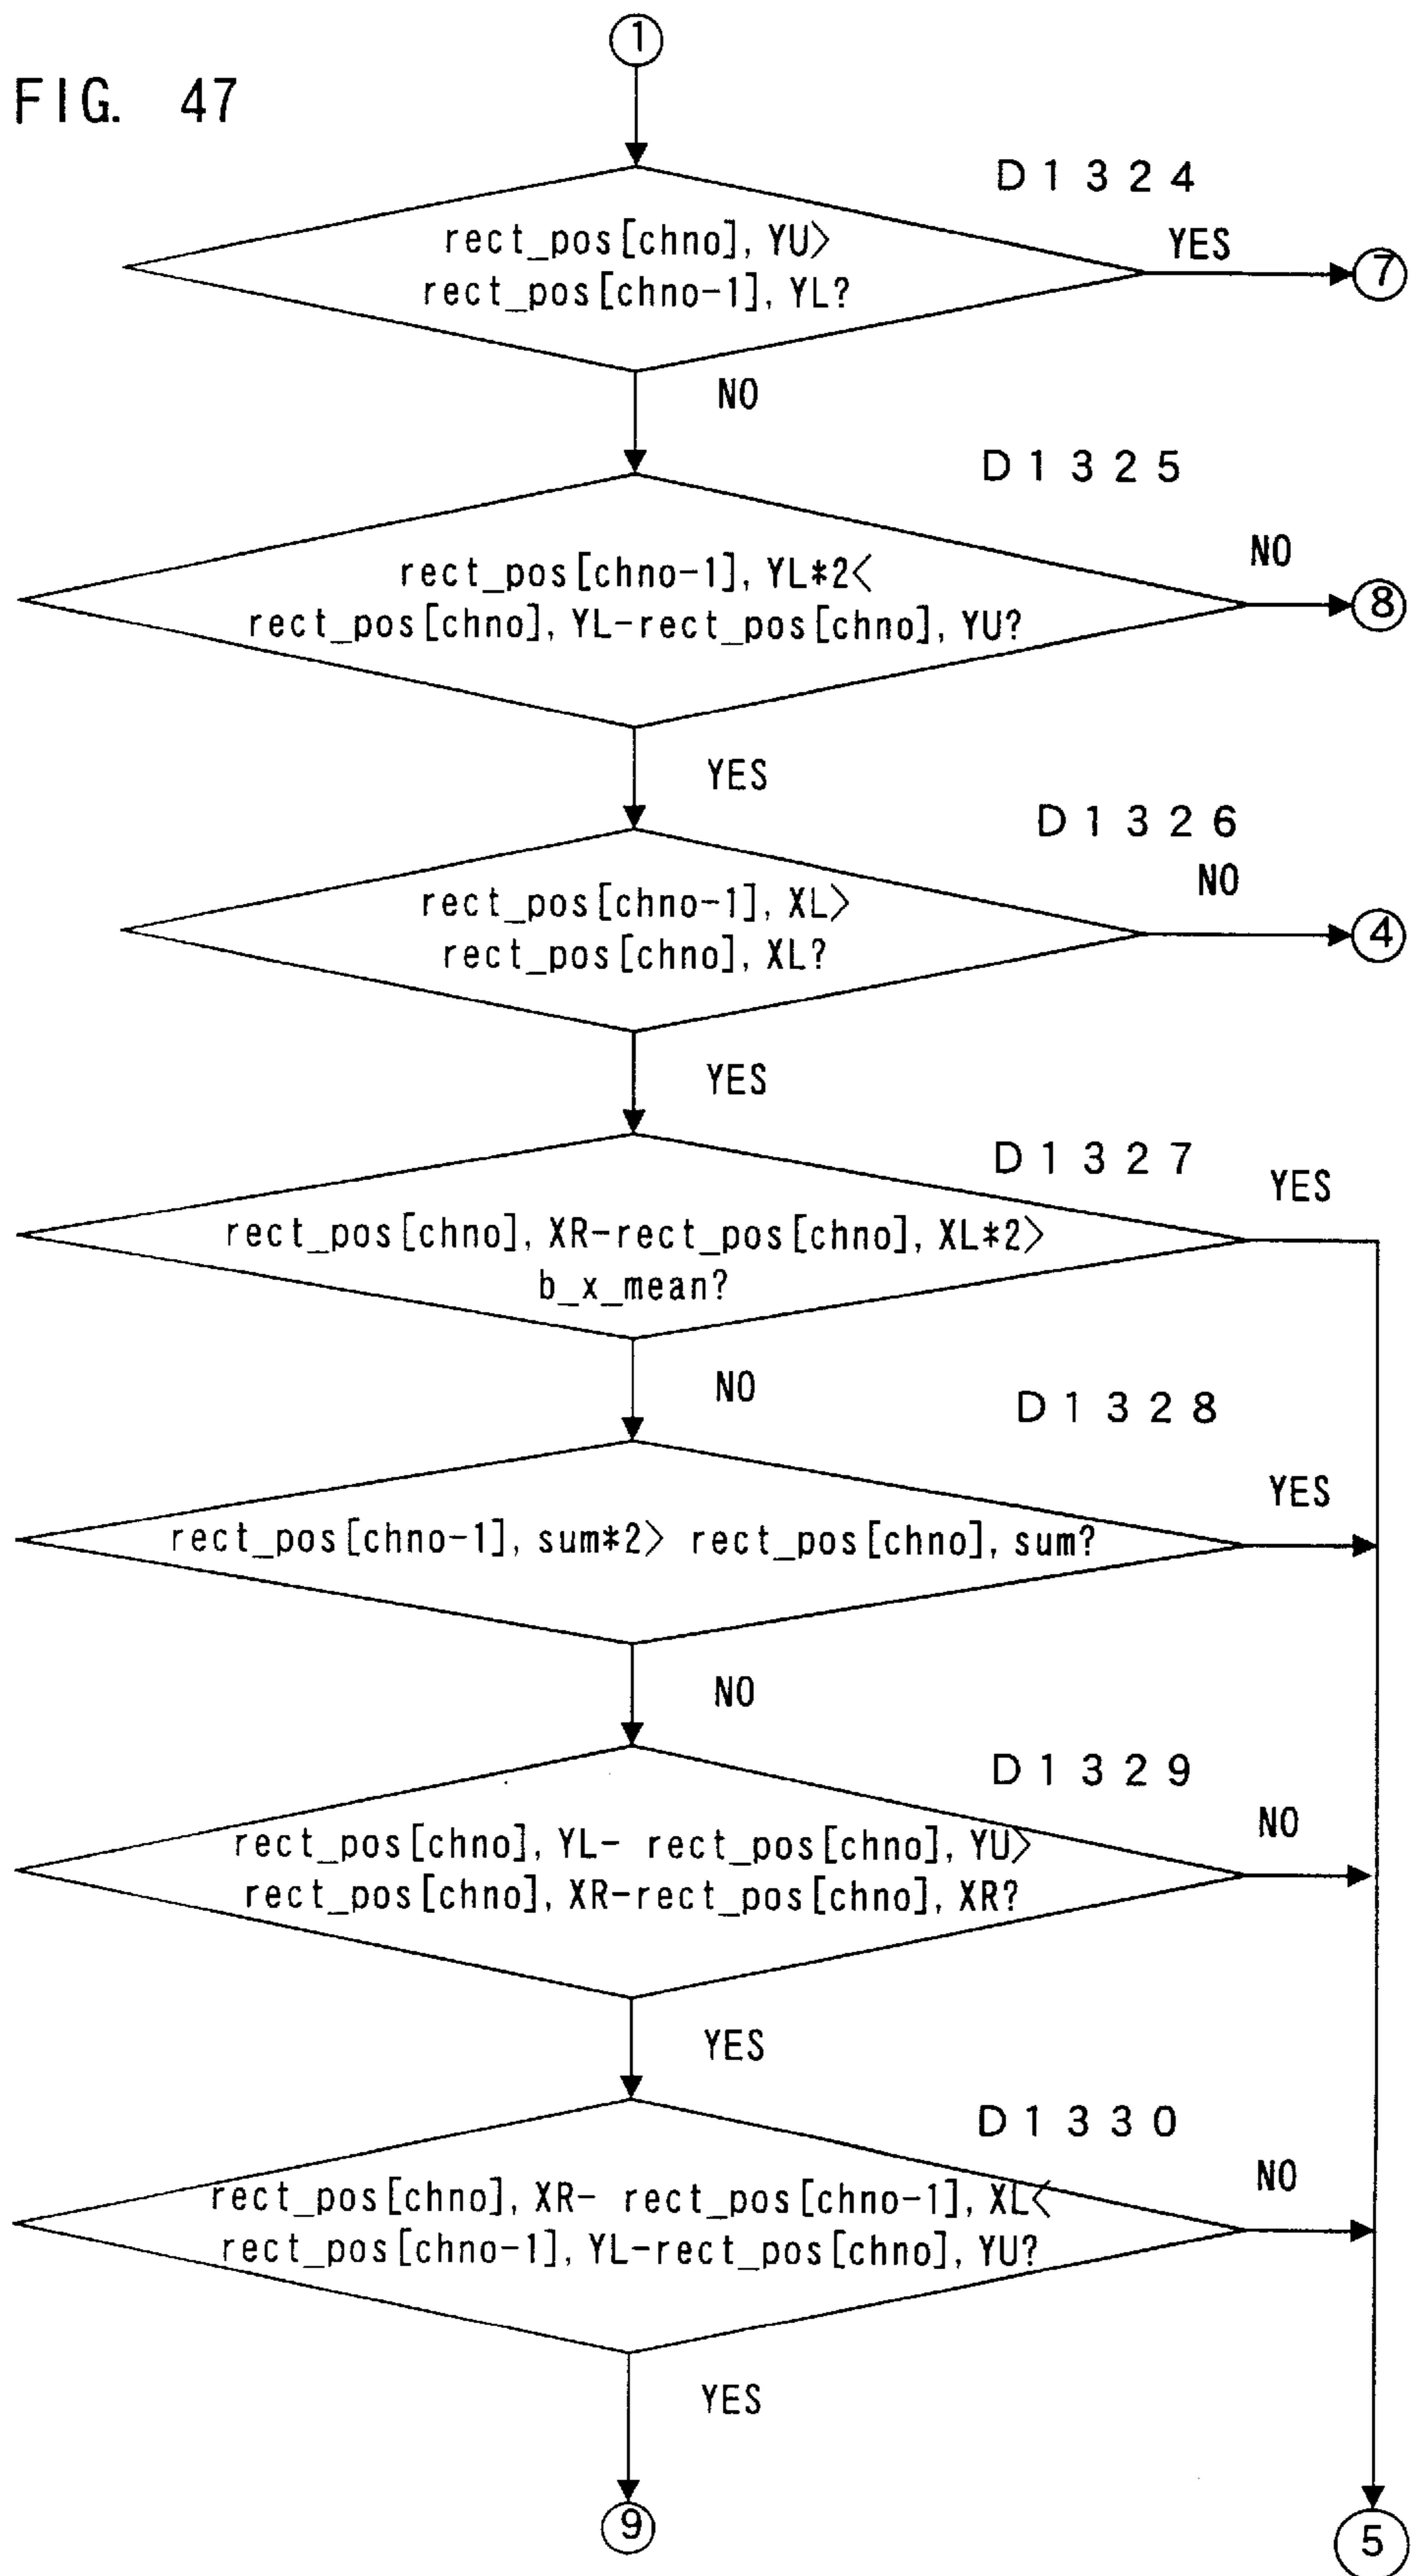 1
FIG. 47
D1324
rect_pos[chno], YU>
rect_pos[chno-1], YL?
YES
7
NO
D1325
rect_pos[chno-1], YL*2<
rect_pos[chno], YL-rect_pos[chno], YU?
NO
8
YES
D1326
rect_pos[chno-1], XL>
rect_pos[chno], XL?
NO
4
YES
D1327
rect_pos[chno], XR-rect_pos[chno], XL*2>
b_x_mean?
YES
NO
D1328
rect_pos[chno-1], sum*2> rect_pos[chno], sum?
YES
NO
D1329
rect_pos[chno], YL- rect_pos[chno], YU>
rect_pos[chno], XR-rect_pos[chno], XR?
NO
YES
D1330
rect_pos[chno], XR- rect_pos[chno-1], XL<
rect_pos[chno-1], YL-rect_pos[chno], YU?
NO
YES
9
5